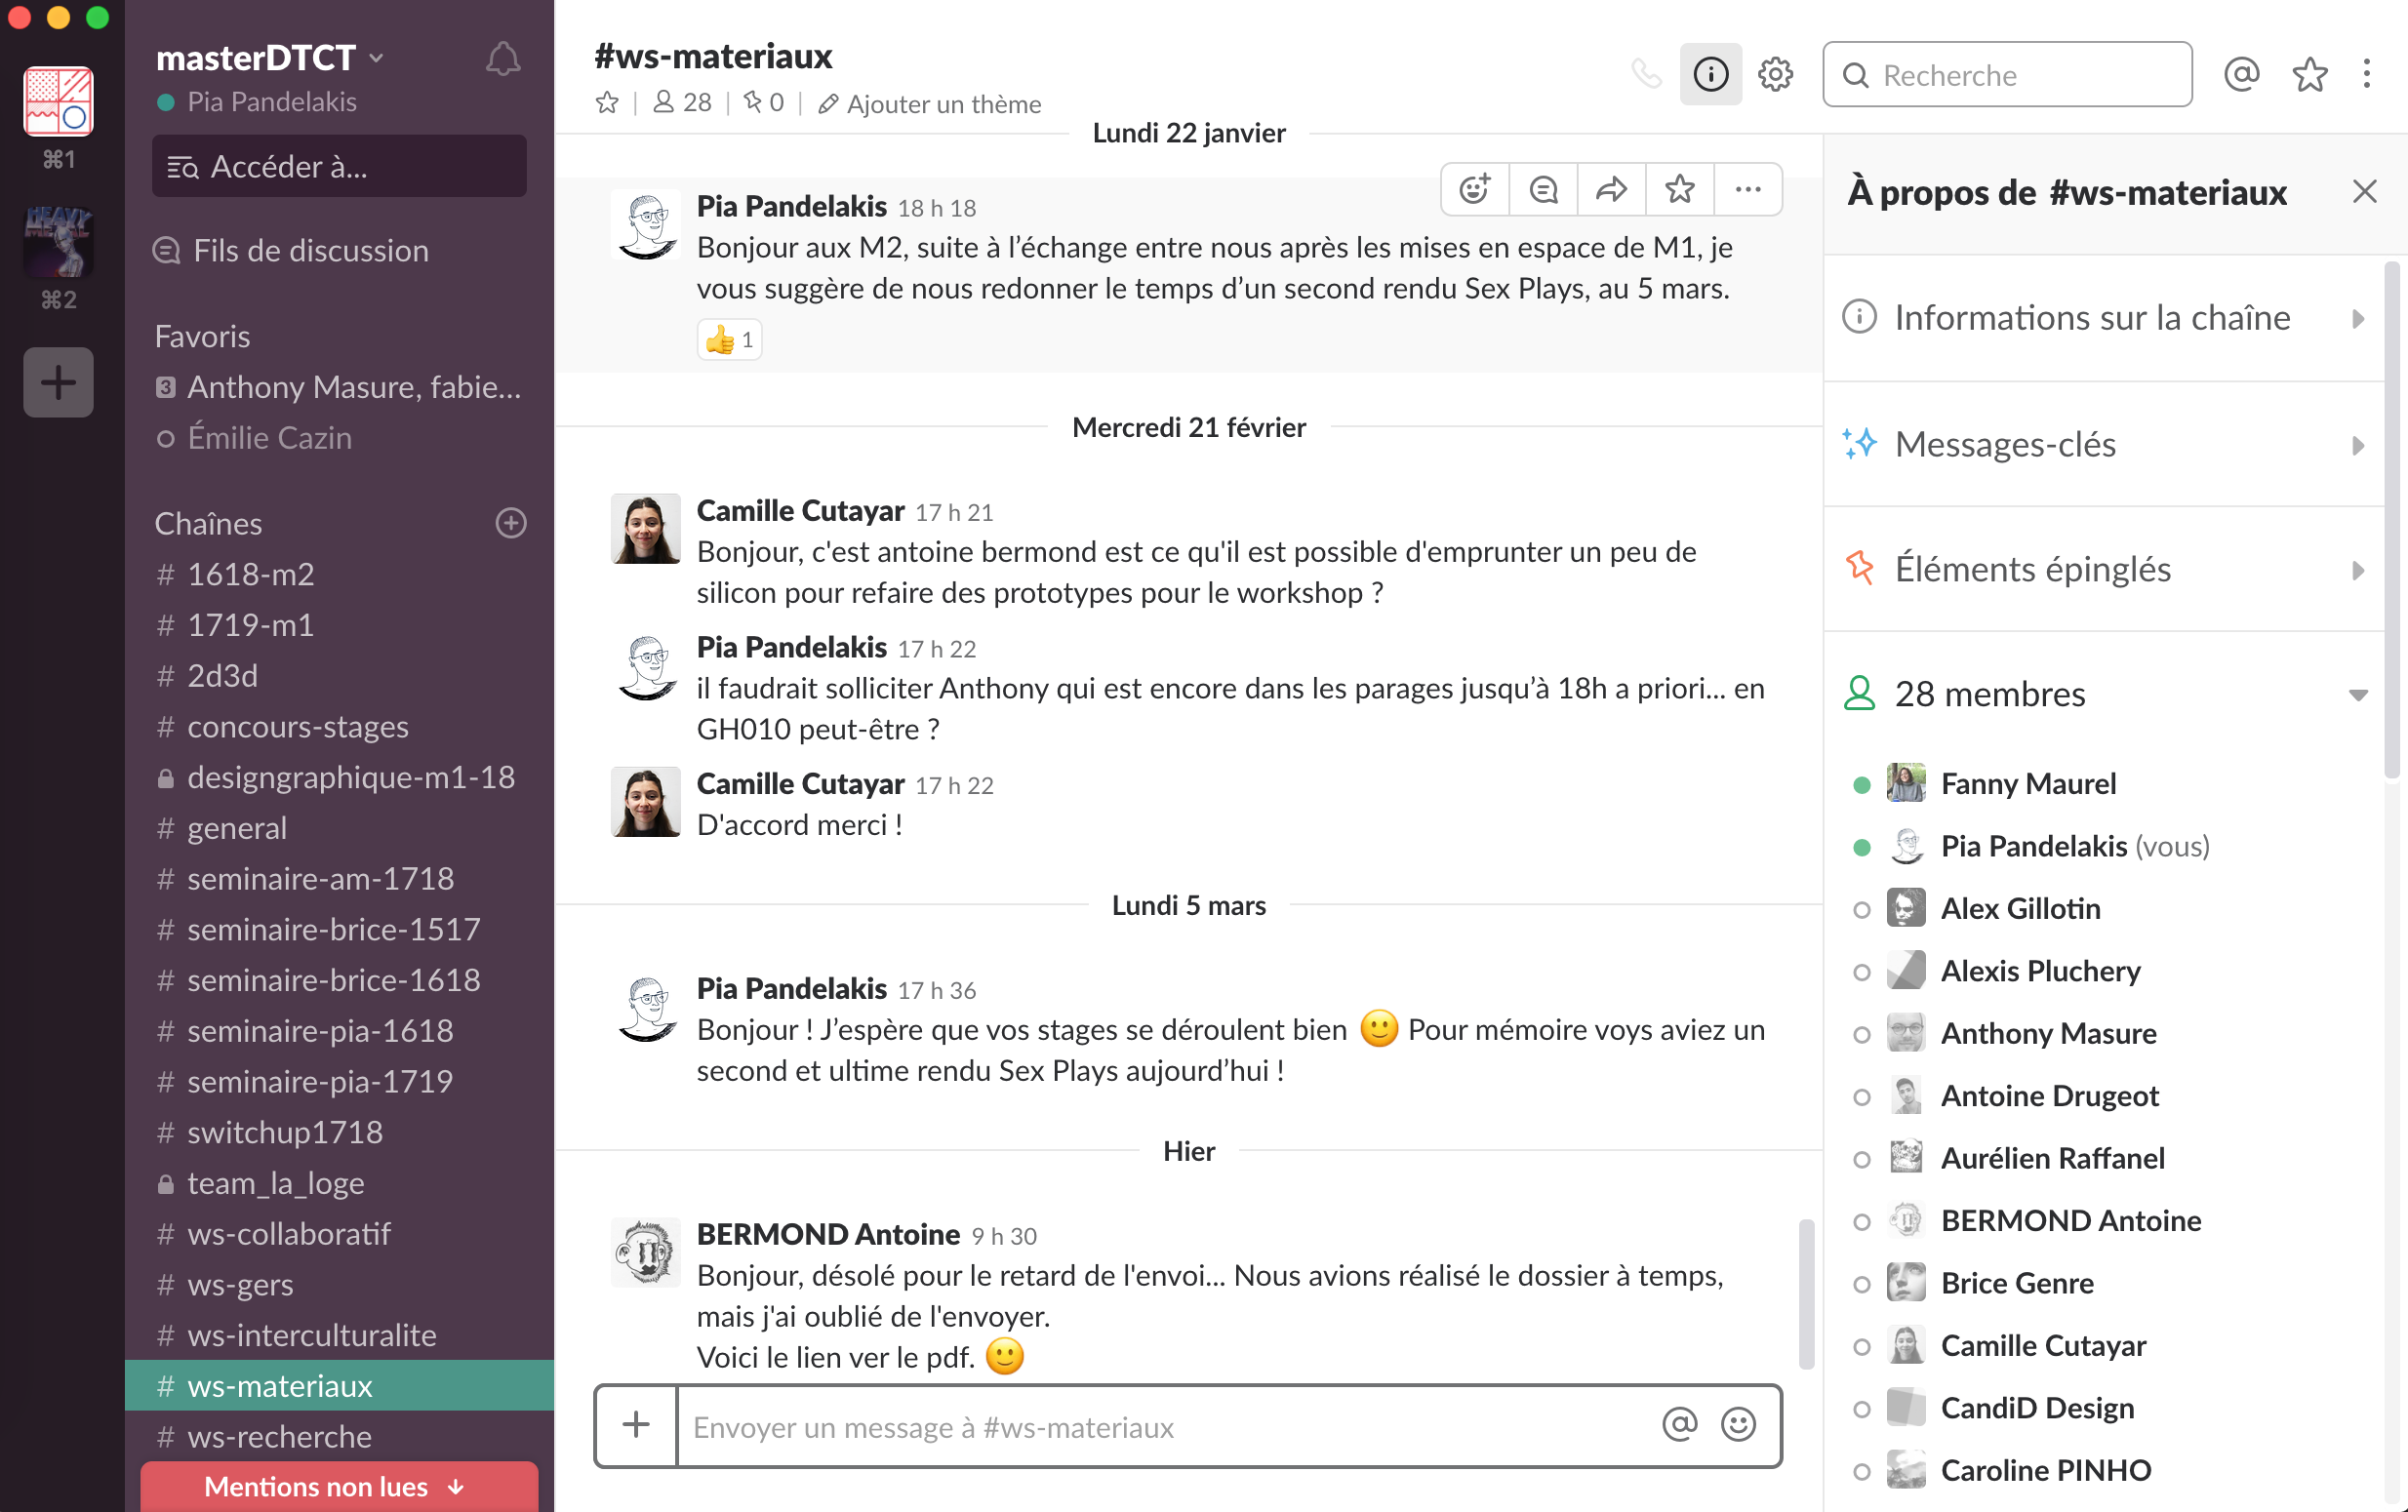 ⌘1
HEAVY METAL
⌘2
masterDTCT
Pia Pandelakis
Accéder à...
Fils de discussion
Favoris
3 Anthony Masure, fabie...
Émilie Cazin
Chaînes
# 1618-m2
# 1719-m1
# 2d3d
# concours-stages
designgraphique-m1-18
# general
# seminaire-am-1718
# seminaire-brice-1517
# seminaire-brice-1618
# seminaire-pia-1618
# seminaire-pia-1719
# switchup1718
team_la_loge
# ws-collaboratif
# ws-gers
# ws-interculturalite
# ws-materiaux
# ws-recherche
Mentions non lues ↓
#ws-materiaux
28 | 0 | Ajouter un thème
Recherche
Lundi 22 janvier
Pia Pandelakis 18 h 18
Bonjour aux M2, suite à l’échange entre nous après les mises en espace de M1, je
vous suggère de nous redonner le temps d’un second rendu Sex Plays, au 5 mars.
👍 1
Mercredi 21 février
Camille Cutayar 17 h 21
Bonjour, c'est antoine bermond est ce qu'il est possible d'emprunter un peu de
silicon pour refaire des prototypes pour le workshop ?
Pia Pandelakis 17 h 22
il faudrait solliciter Anthony qui est encore dans les parages jusqu’à 18h a priori... en
GH010 peut-être ?
Camille Cutayar 17 h 22
D'accord merci !
Lundi 5 mars
Pia Pandelakis 17 h 36
Bonjour ! J’espère que vos stages se déroulent bien 🙂 Pour mémoire voys aviez un
second et ultime rendu Sex Plays aujourd’hui !
Hier
BERMOND Antoine 9 h 30
Bonjour, désolé pour le retard de l'envoi... Nous avions réalisé le dossier à temps,
mais j'ai oublié de l'envoyer.
Voici le lien ver le pdf. 🙂
Envoyer un message à #ws-materiaux
À propos de #ws-materiaux
Informations sur la chaîne
Messages-clés
Éléments épinglés
28 membres
Fanny Maurel
Pia Pandelakis (vous)
Alex Gillotin
Alexis Pluchery
Anthony Masure
Antoine Drugeot
Aurélien Raffanel
BERMOND Antoine
Brice Genre
Camille Cutayar
CandiD Design
Caroline PINHO